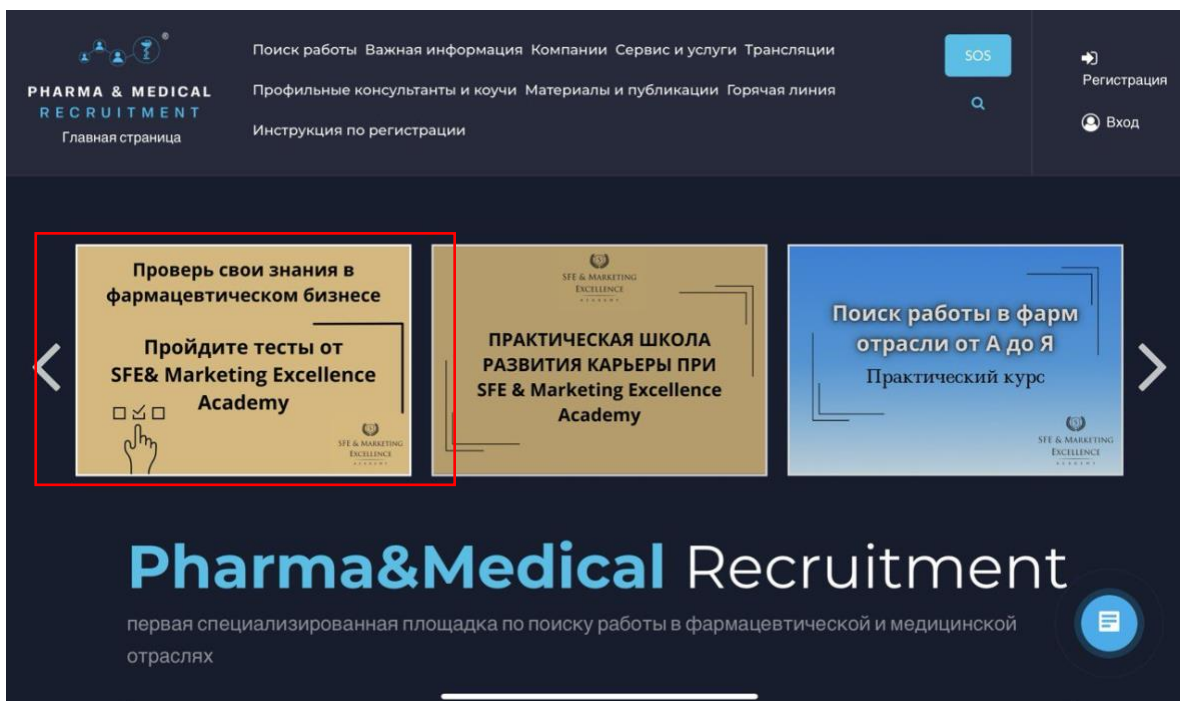 ®
PHARMA & MEDICAL
RECRUITMENT
Главная страница
Поиск работы Важная информация Компании Сервис и услуги Трансляции
Профильные консультанты и коучи Материалы и публикации Горячая линия
Инструкция по регистрации
SOS
Регистрация
Вход
Проверь свои знания в
фармацевтическом бизнесе
Пройдите тесты от
SFE& Marketing Excellence
Academy
SFE & MARKETING
EXCELLENCE
ACADEMY
SFE & MARKETING
EXCELLENCE
ACADEMY
ПРАКТИЧЕСКАЯ ШКОЛА
РАЗВИТИЯ КАРЬЕРЫ ПРИ
SFE & Marketing Excellence
Academy
Поиск работы в фарм
отрасли от А до Я
Практический курс
SFE & MARKETING
EXCELLENCE
ACADEMY
Pharma&Medical Recruitment
первая специализированная площадка по поиску работы в фармацевтической и медицинской
отраслях